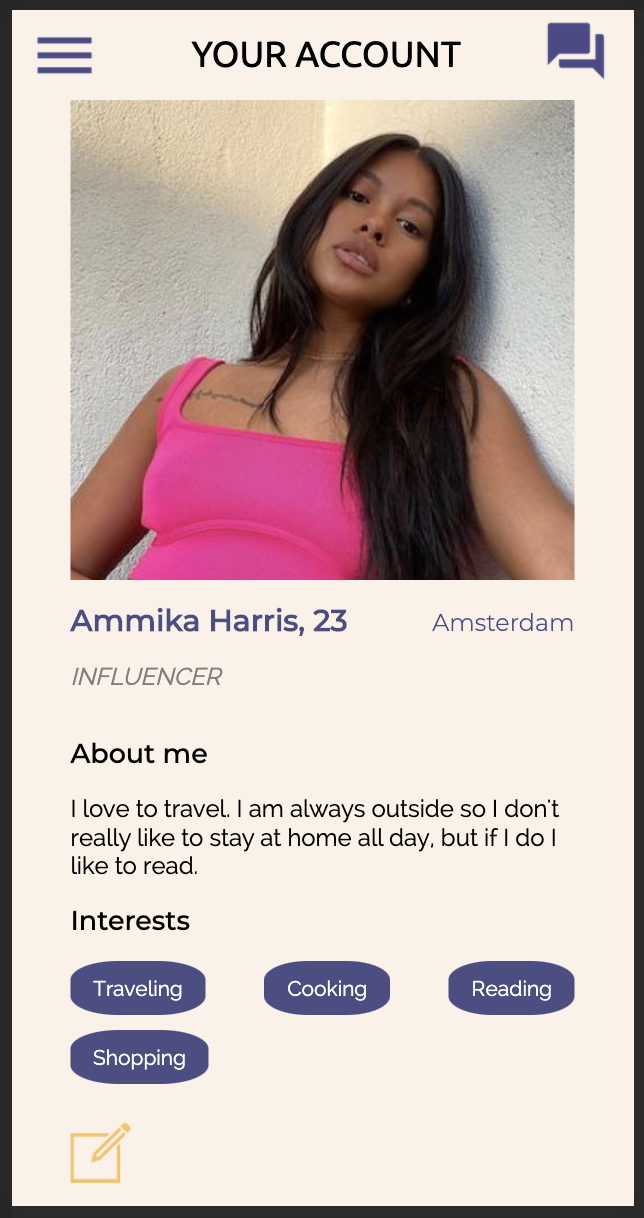 YOUR ACCOUNT
Ammika Harris, 23
Amsterdam
INFLUENCER
About me
I love to travel. I am always outside so I don't
really like to stay at home all day, but if I do I
like to read.
Interests
Traveling
Cooking
Reading
Shopping